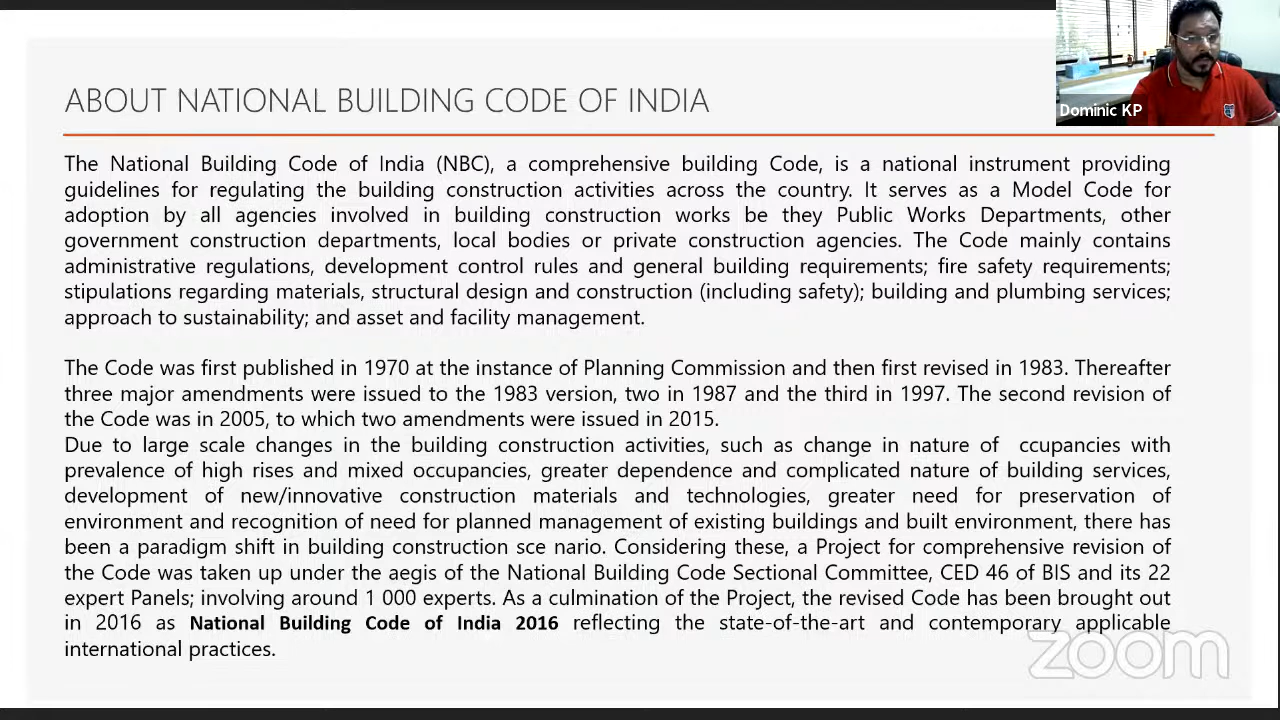 ABOUT NATIONAL BUILDING CODE OF INDIA
Dominic KP
The National Building Code of India (NBC), a comprehensive building Code, is a national instrument providing
guidelines for regulating the building construction activities across the country. It serves as a Model Code for
adoption by all agencies involved in building construction works be they Public Works Departments, other
government construction departments, local bodies or private construction agencies. The Code mainly contains
administrative regulations, development control rules and general building requirements; fire safety requirements;
stipulations regarding materials, structural design and construction (including safety); building and plumbing services;
approach to sustainability; and asset and facility management.
The Code was first published in 1970 at the instance of Planning Commission and then first revised in 1983. Thereafter
three major amendments were issued to the 1983 version, two in 1987 and the third in 1997. The second revision of
the Code was in 2005, to which two amendments were issued in 2015.
Due to large scale changes in the building construction activities, such as change in nature of ccupancies with
prevalence of high rises and mixed occupancies, greater dependence and complicated nature of building services,
development of new/innovative construction materials and technologies, greater need for preservation of
environment and recognition of need for planned management of existing buildings and built environment, there has
been a paradigm shift in building construction sce nario. Considering these, a Project for comprehensive revision of
the Code was taken up under the aegis of the National Building Code Sectional Committee, CED 46 of BIS and its 22
expert Panels; involving around 1 000 experts. As a culmination of the Project, the revised Code has been brought out
in 2016 as National Building Code of India 2016 reflecting the state-of-the-art and contemporary applicable
international practices.
zoom